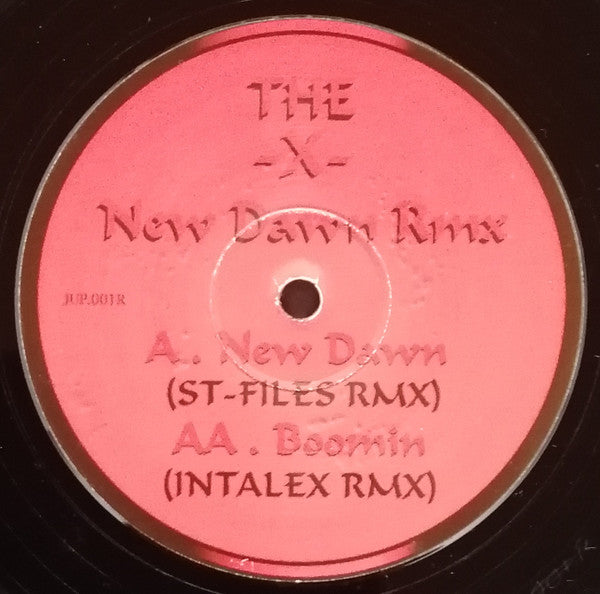 THE
-X-
New Dawn Rmx
JUP.001R
A. New Dawn
(ST-FILES RMX)
AA. Boomin
(INTALEX RMX)